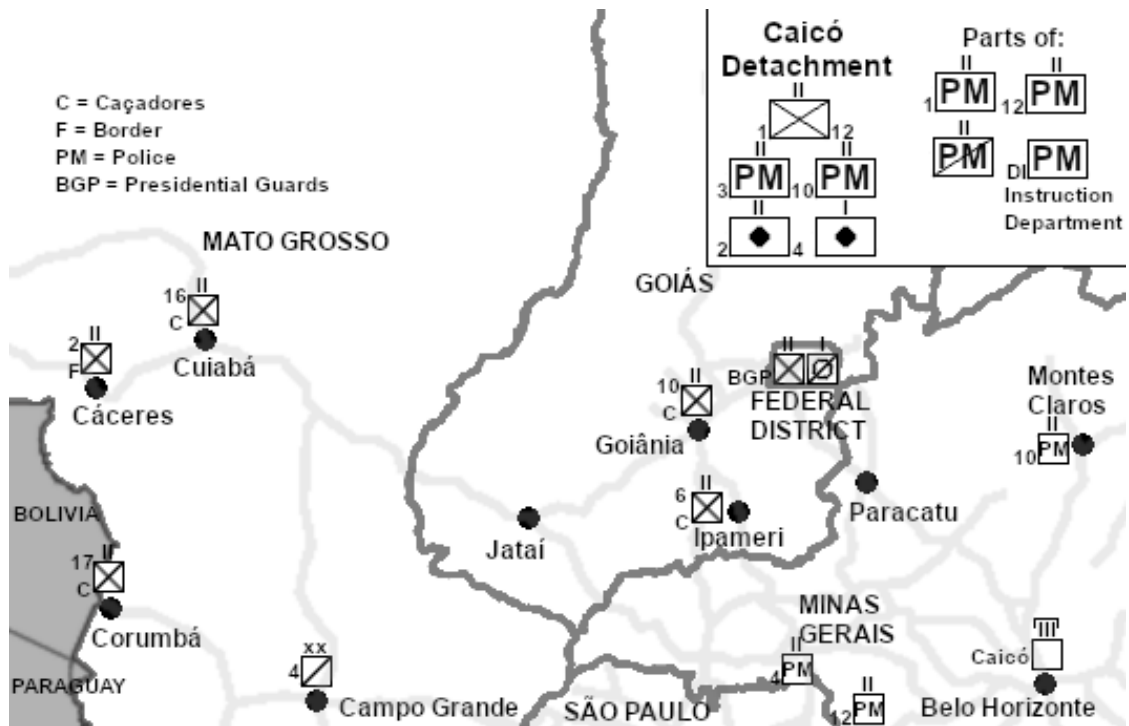 C = Caçadores
F = Border
PM = Police
BGP = Presidential Guards
Caicó
Detachment
II
1 12
II
3 PM
II
10 PM
II
2
I
4
Parts of:
II
1 PM
II
12 PM
II
PM
DI PM
Instruction
Department
MATO GROSSO
GOIÁS
II
16
C
Cuiabá
II
2
F
Cáceres
II
10
C
Goiânia
II
I
BGP
FEDERAL
DISTRICT
Montes
Claros
II
10 PM
II
6
C
Ipameri
Paracatu
Jataí
BOLIVIA
II
17
C
Corumbá
PARAGUAY
xx
4
Campo Grande
SÃO PAULO
MINAS
GERAIS
II
4 PM
II
12 PM
III
Caicó
Belo Horizonte